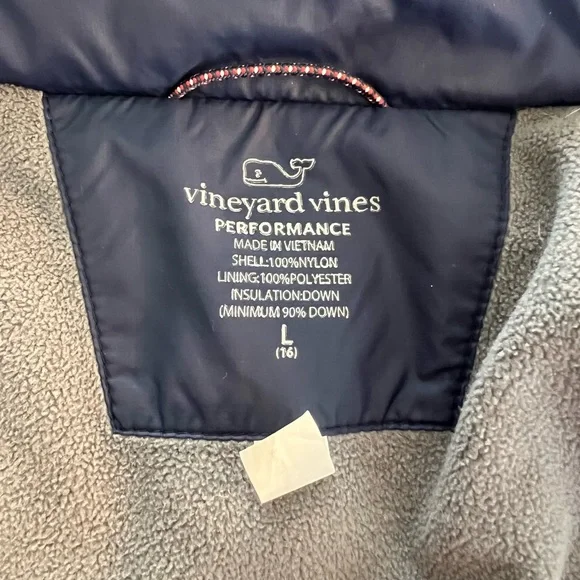 vineyard vines
PERFORMANCE
MADE IN VIETNAM
SHELL:100%NYLON
LINING:100%POLYESTER
INSULATION:DOWN
(MINIMUM 90% DOWN)
L
(16)